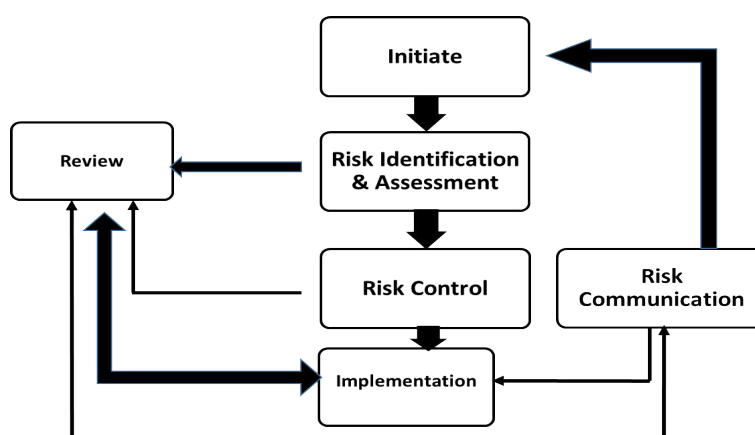 Initiate
Review
Risk Identification
& Assessment
Risk Control
Risk
Communication
Implementation